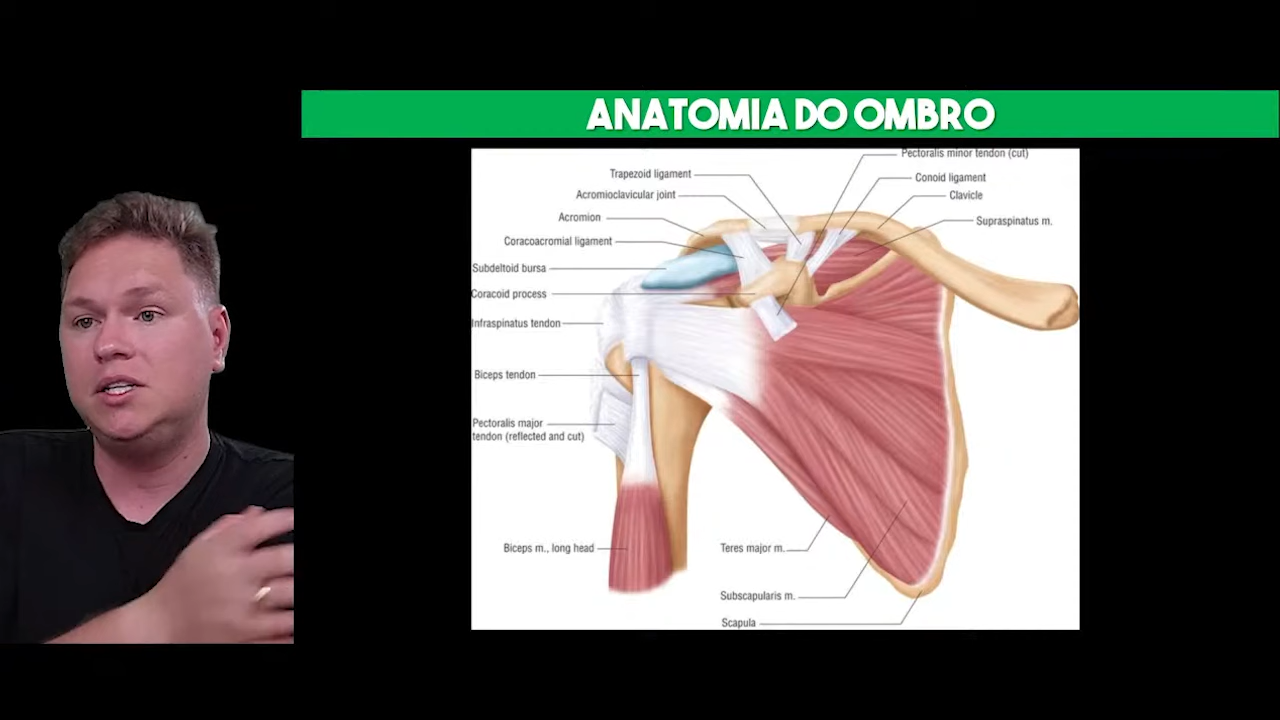 ANATOMIA DO OMBRO
Pectoralis minor tendon (cut)
Trapezoid ligament
Conoid ligament
Acromioclavicular joint
Clavicle
Acromion
Supraspinatus m.
Coracoacromial ligament
Subdeltoid bursa
Coracoid process
Infraspinatus tendon
Biceps tendon
Pectoralis major
tendon (reflected and cut)
Biceps m., long head
Teres major m.
Subscapularis m.
Scapula